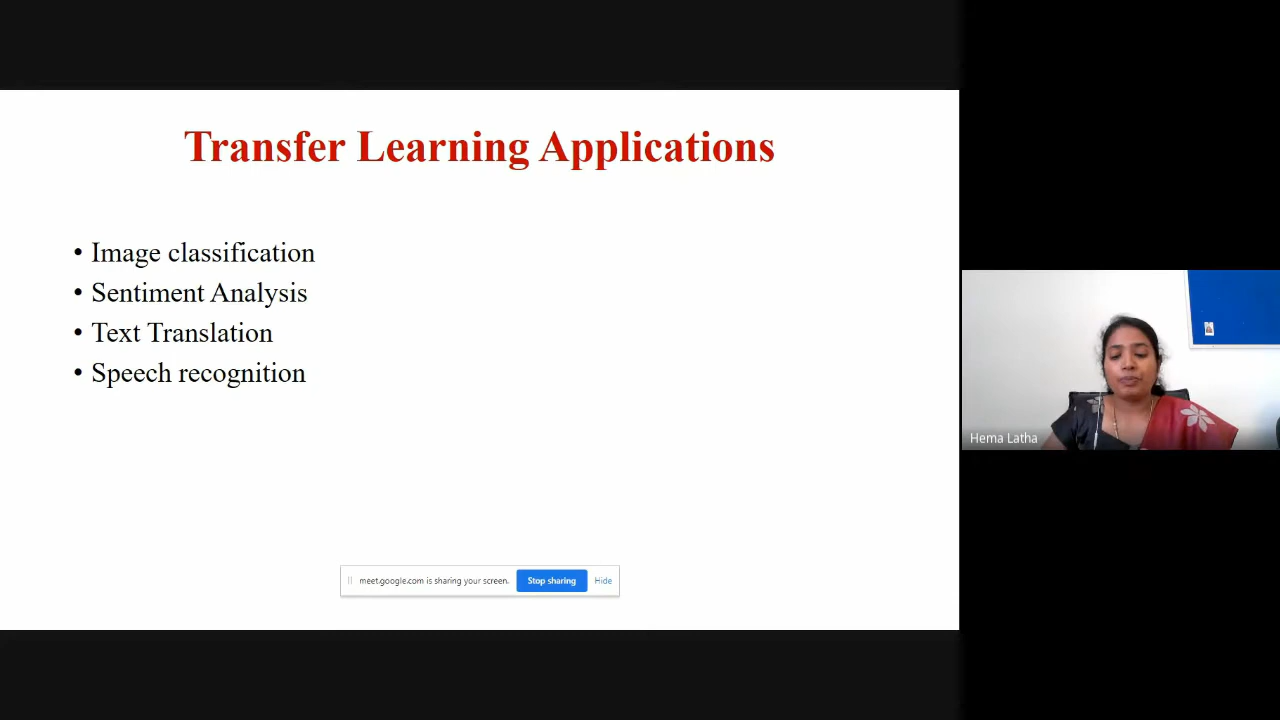 Transfer Learning Applications
• Image classification
• Sentiment Analysis
• Text Translation
• Speech recognition
meet.google.com is sharing your screen.
Stop sharing
Hide
Hema Latha